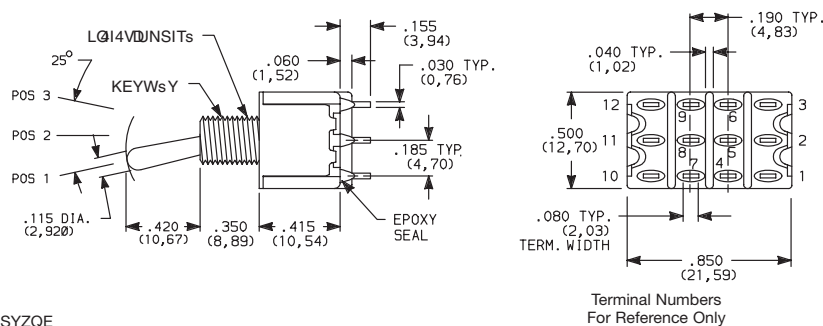 25°
KEYWsY
POS 3
POS 2
POS 1
.115 DIA.
(2,920)
.420
(10,67)
.350
(8,89)
.415
(10,54)
.060
(1,52)
.155
(3,94)
.030 TYP.
(0,76)
.185 TYP.
(4,70)
EPOXY
SEAL
.190 TYP.
(4,83)
.040 TYP.
(1,02)
.500
(12,70)
12
9
6
3
11
8
5
2
10
7
4
1
.080 TYP.
(2,03)
TERM. WIDTH
.850
(21,59)
Terminal Numbers
For Reference Only
SYZQE